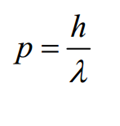 p = h/λ